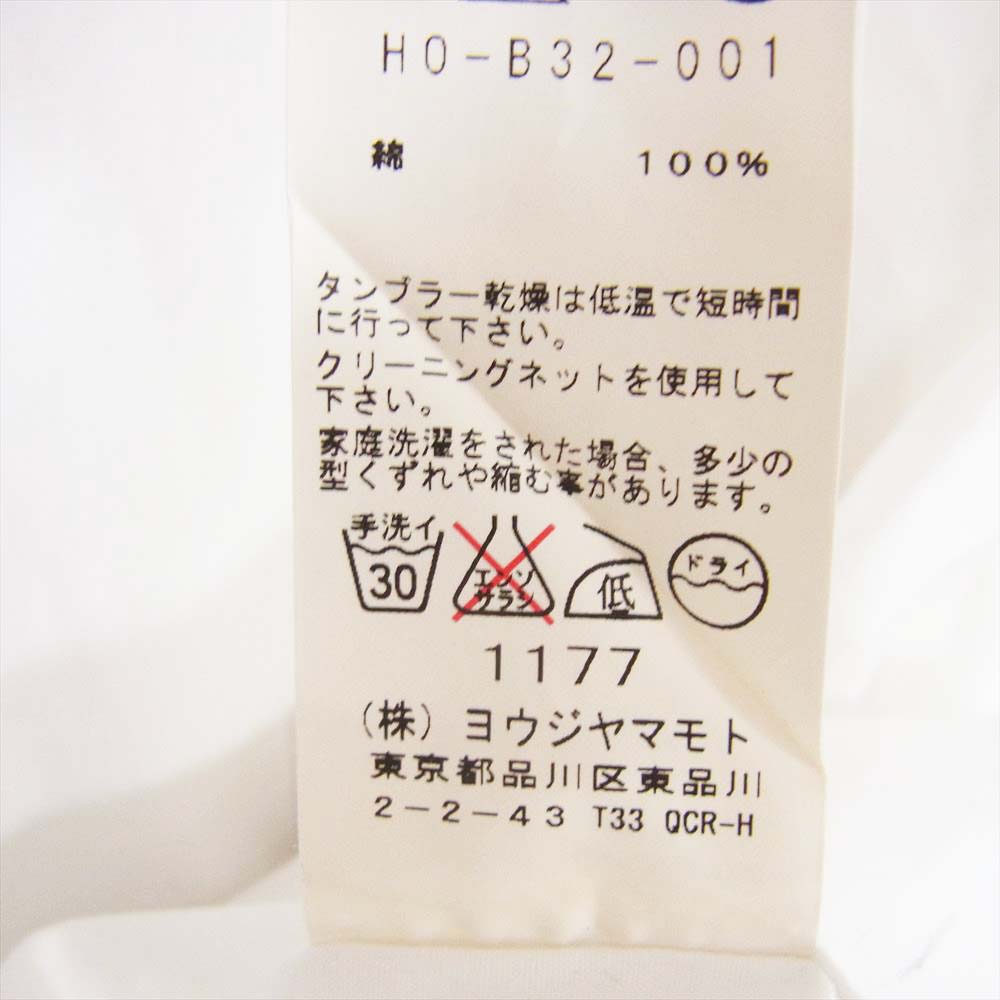 HO-B32-001
綿 100%
タンブラー乾燥は低温で短時間
に行って下さい。
クリーニングネットを使用して
下さい。
家庭洗濯をされた場合、多少の
型くずれや縮む事があります。
手洗イ
30
エンソ
サラシ
低
ドライ
1177
(株) ヨウジヤマモト
東京都品川区東品川
2-2-43 T33 QCR-H